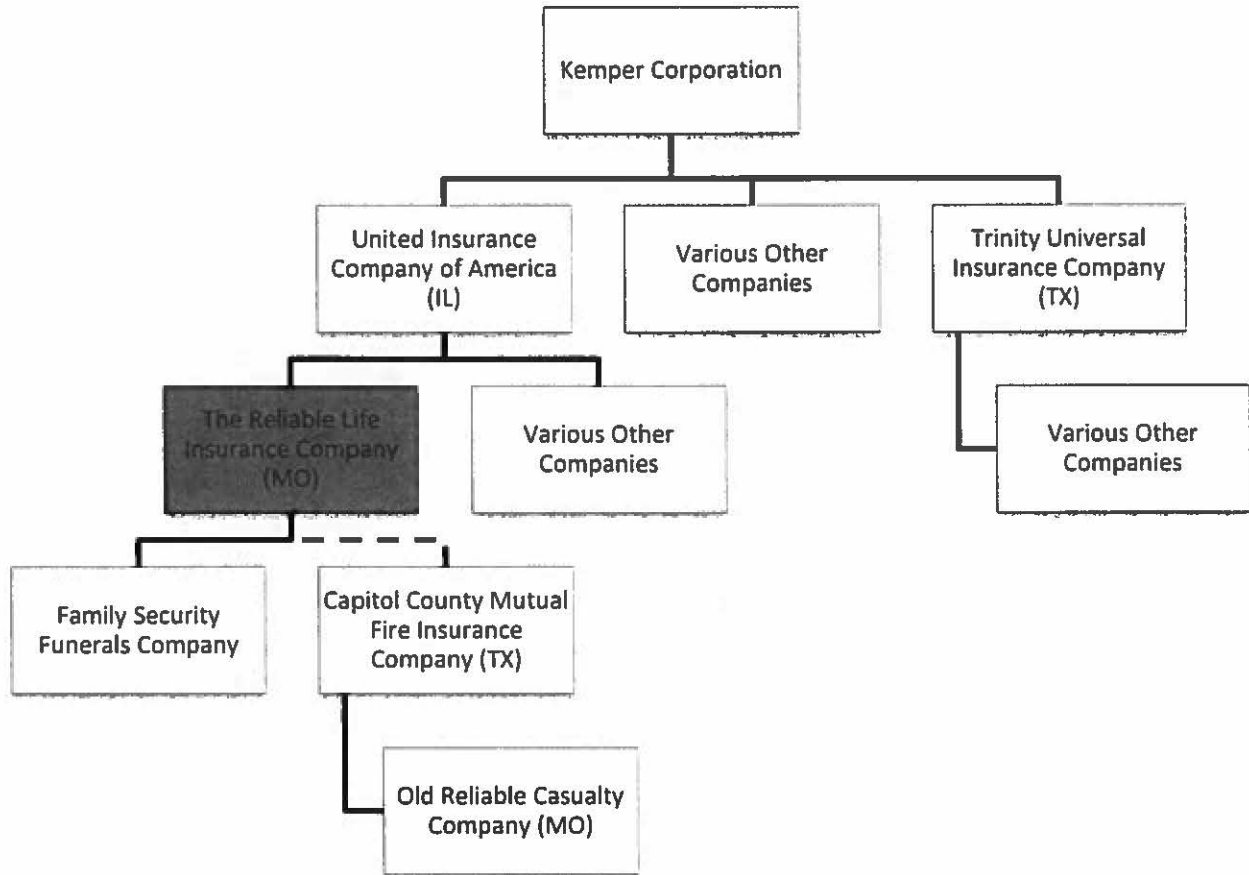 Kemper Corporation
United Insurance
Company of America
(IL)
Various Other
Companies
Trinity Universal
Insurance Company
(TX)
The Reliable Life
Insurance Company
(MO)
Various Other
Companies
Various Other
Companies
Family Security
Funerals Company
Capitol County Mutual
Fire Insurance
Company (TX)
Old Reliable Casualty
Company (MO)